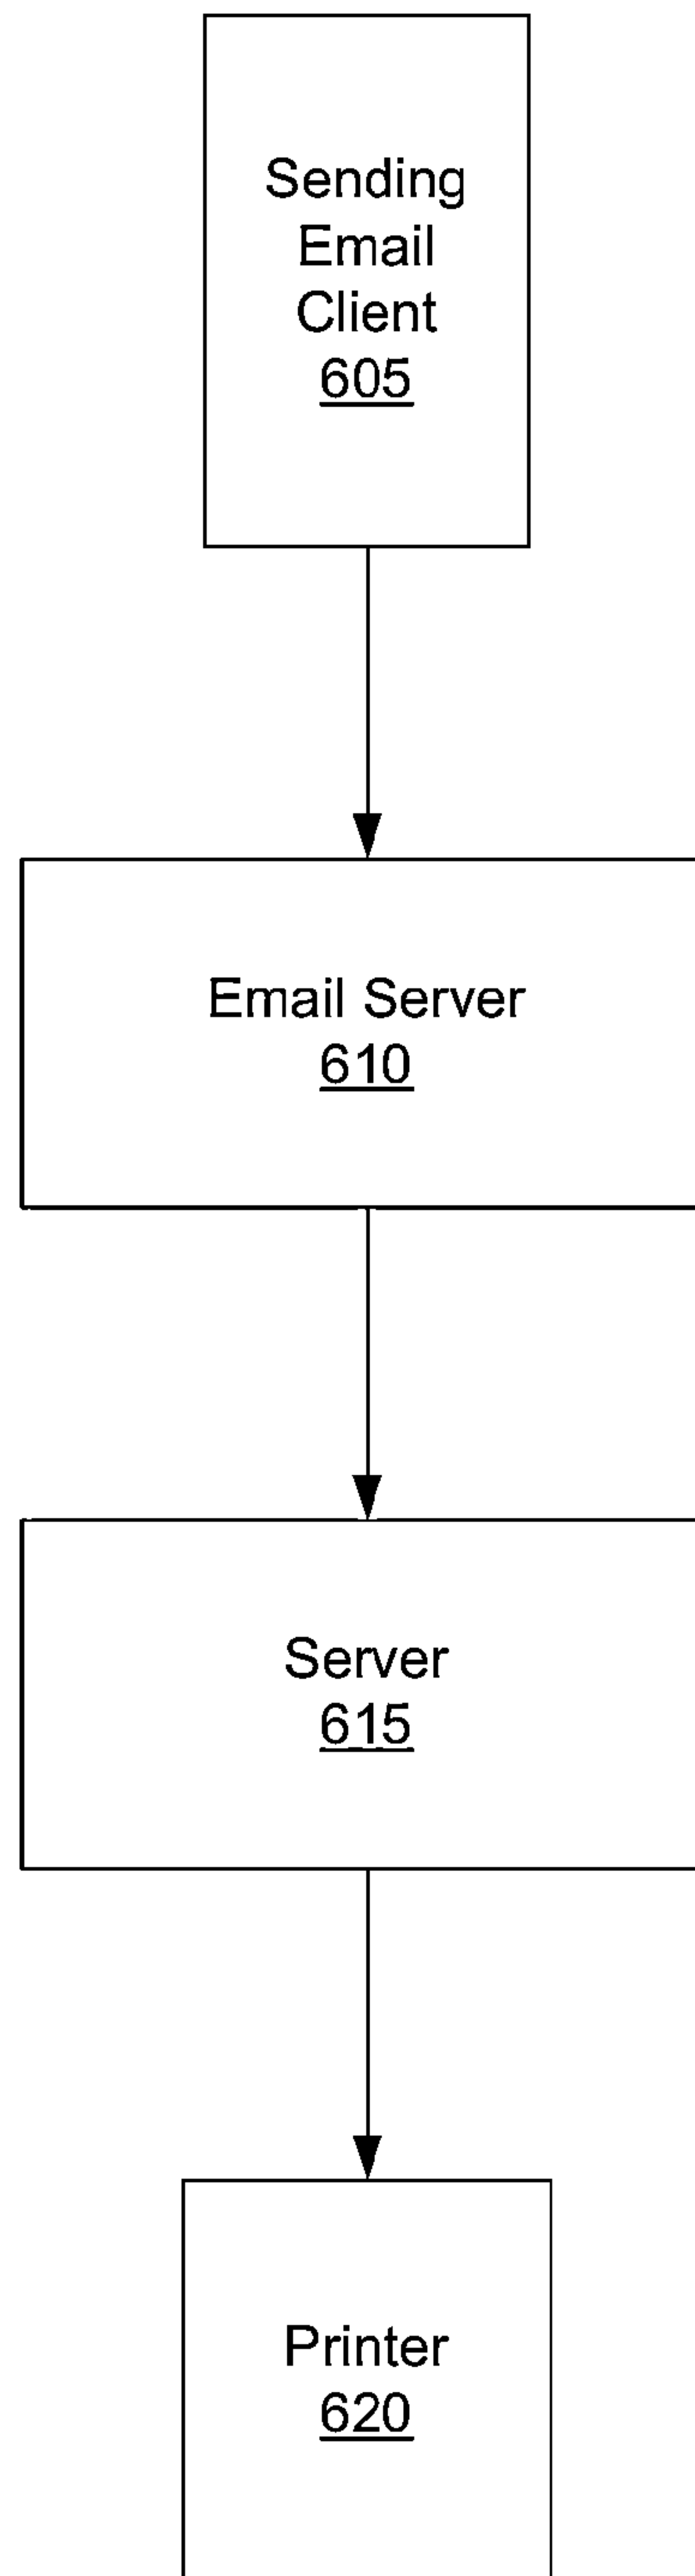 Sending
Email
Client
605
Email Server
610
Server
615
Printer
620